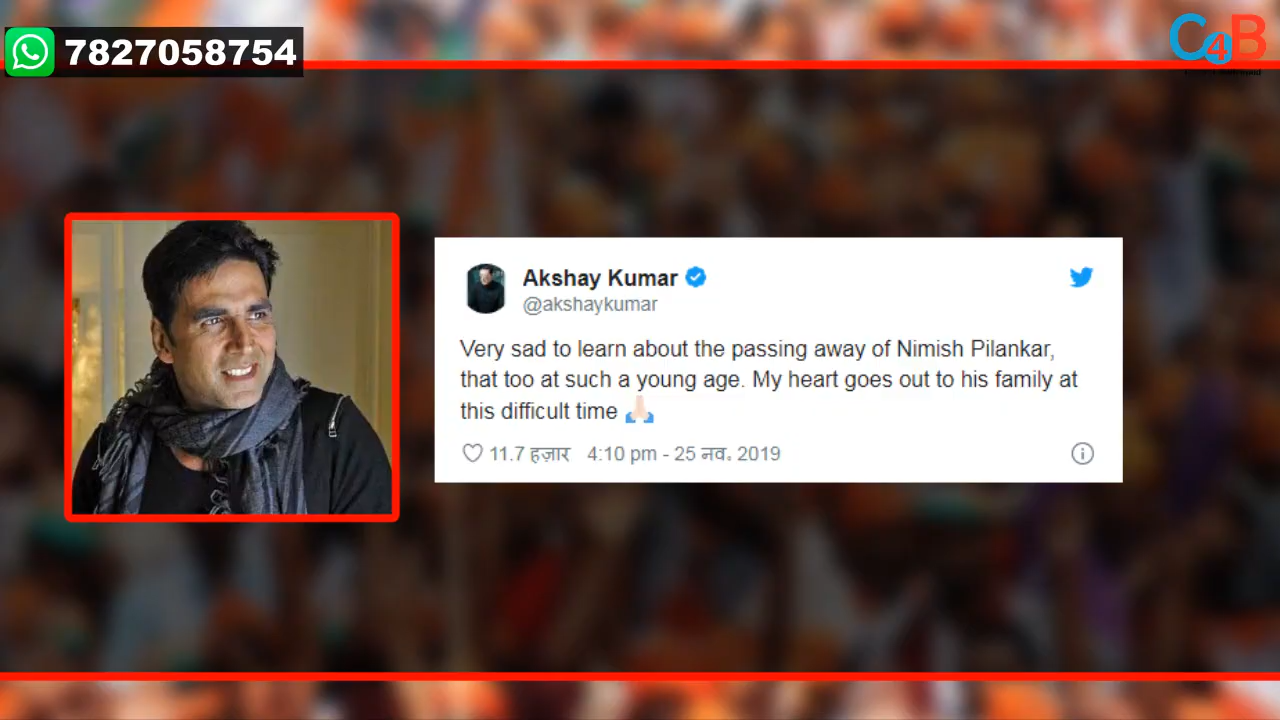 7827058754
C4B
Akshay Kumar
@akshaykumar
Very sad to learn about the passing away of Nimish Pilankar,
that too at such a young age. My heart goes out to his family at
this difficult time 🙏🏻
11.7 हज़ार 4:10 pm - 25 नव॰ 2019